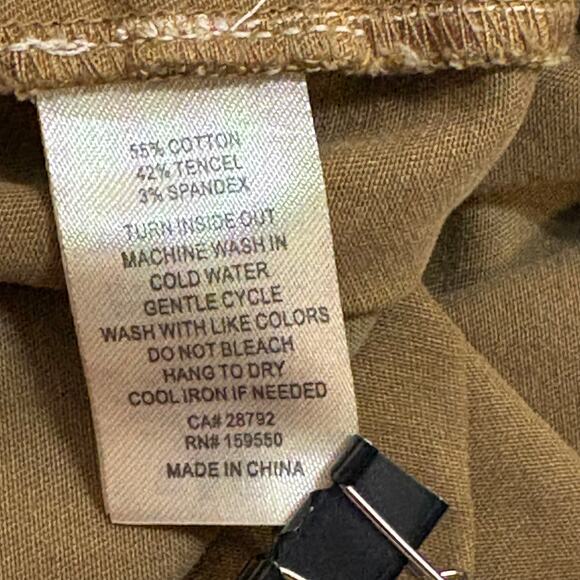 55% COTTON
42% TENCEL
3% SPANDEX
TURN INSIDE OUT
MACHINE WASH IN
COLD WATER
GENTLE CYCLE
WASH WITH LIKE COLORS
DO NOT BLEACH
HANG TO DRY
COOL IRON IF NEEDED
CA# 28792
RN# 159550
MADE IN CHINA